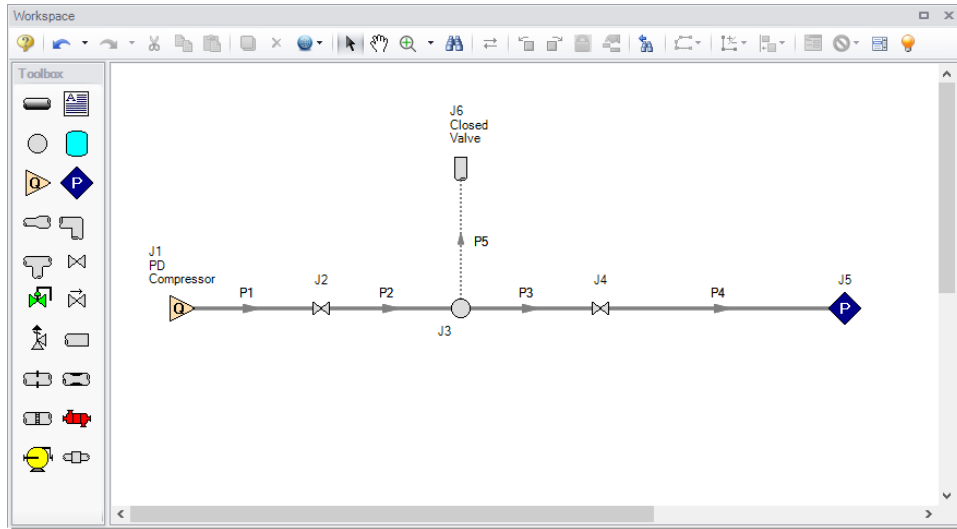 Workspace
Toolbox
A
Q
P
J6
Closed
Valve
P5
J1
PD
Compressor
J2
J4
J5
P1
P2
P3
P4
Q
P
J3